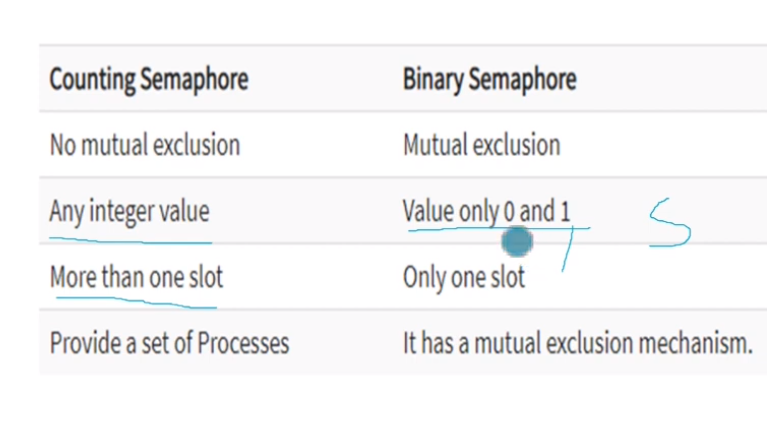 Counting Semaphore Binary Semaphore
No mutual exclusion Mutual exclusion
Any integer value Value only 0 and 1 S
More than one slot Only one slot
Provide a set of Processes It has a mutual exclusion mechanism.